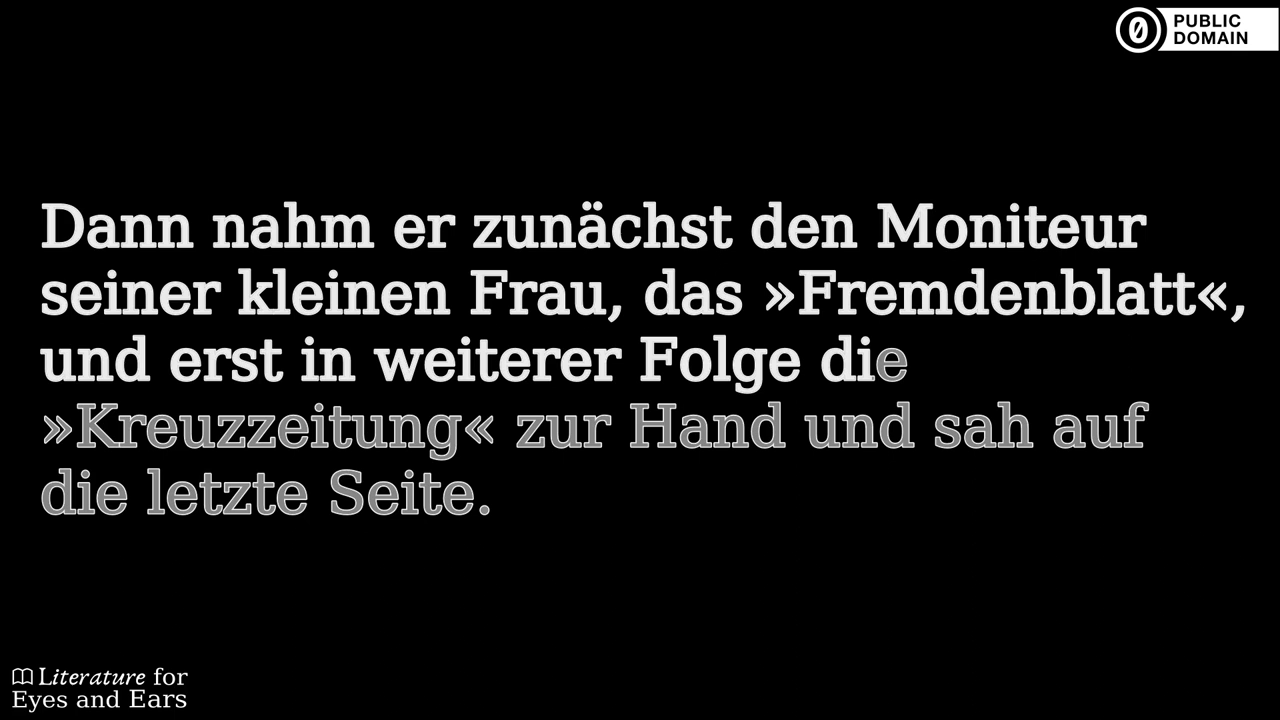 PUBLIC
DOMAIN
Dann nahm er zunächst den Moniteur
seiner kleinen Frau, das »Fremdenblatt«,
und erst in weiterer Folge die
»Kreuzzeitung« zur Hand und sah auf
die letzte Seite.
Literature for
Eyes and Ears